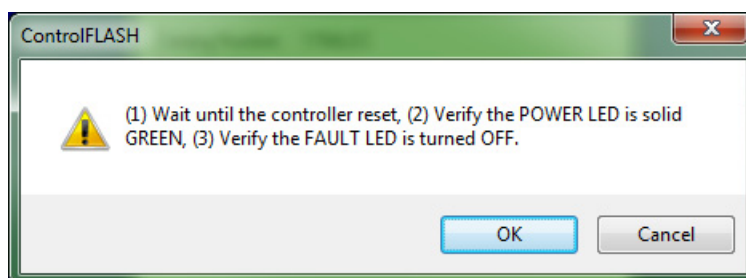 ControlFLASH
(1) Wait until the controller reset, (2) Verify the POWER LED is solid
GREEN, (3) Verify the FAULT LED is turned OFF.
OK
Cancel